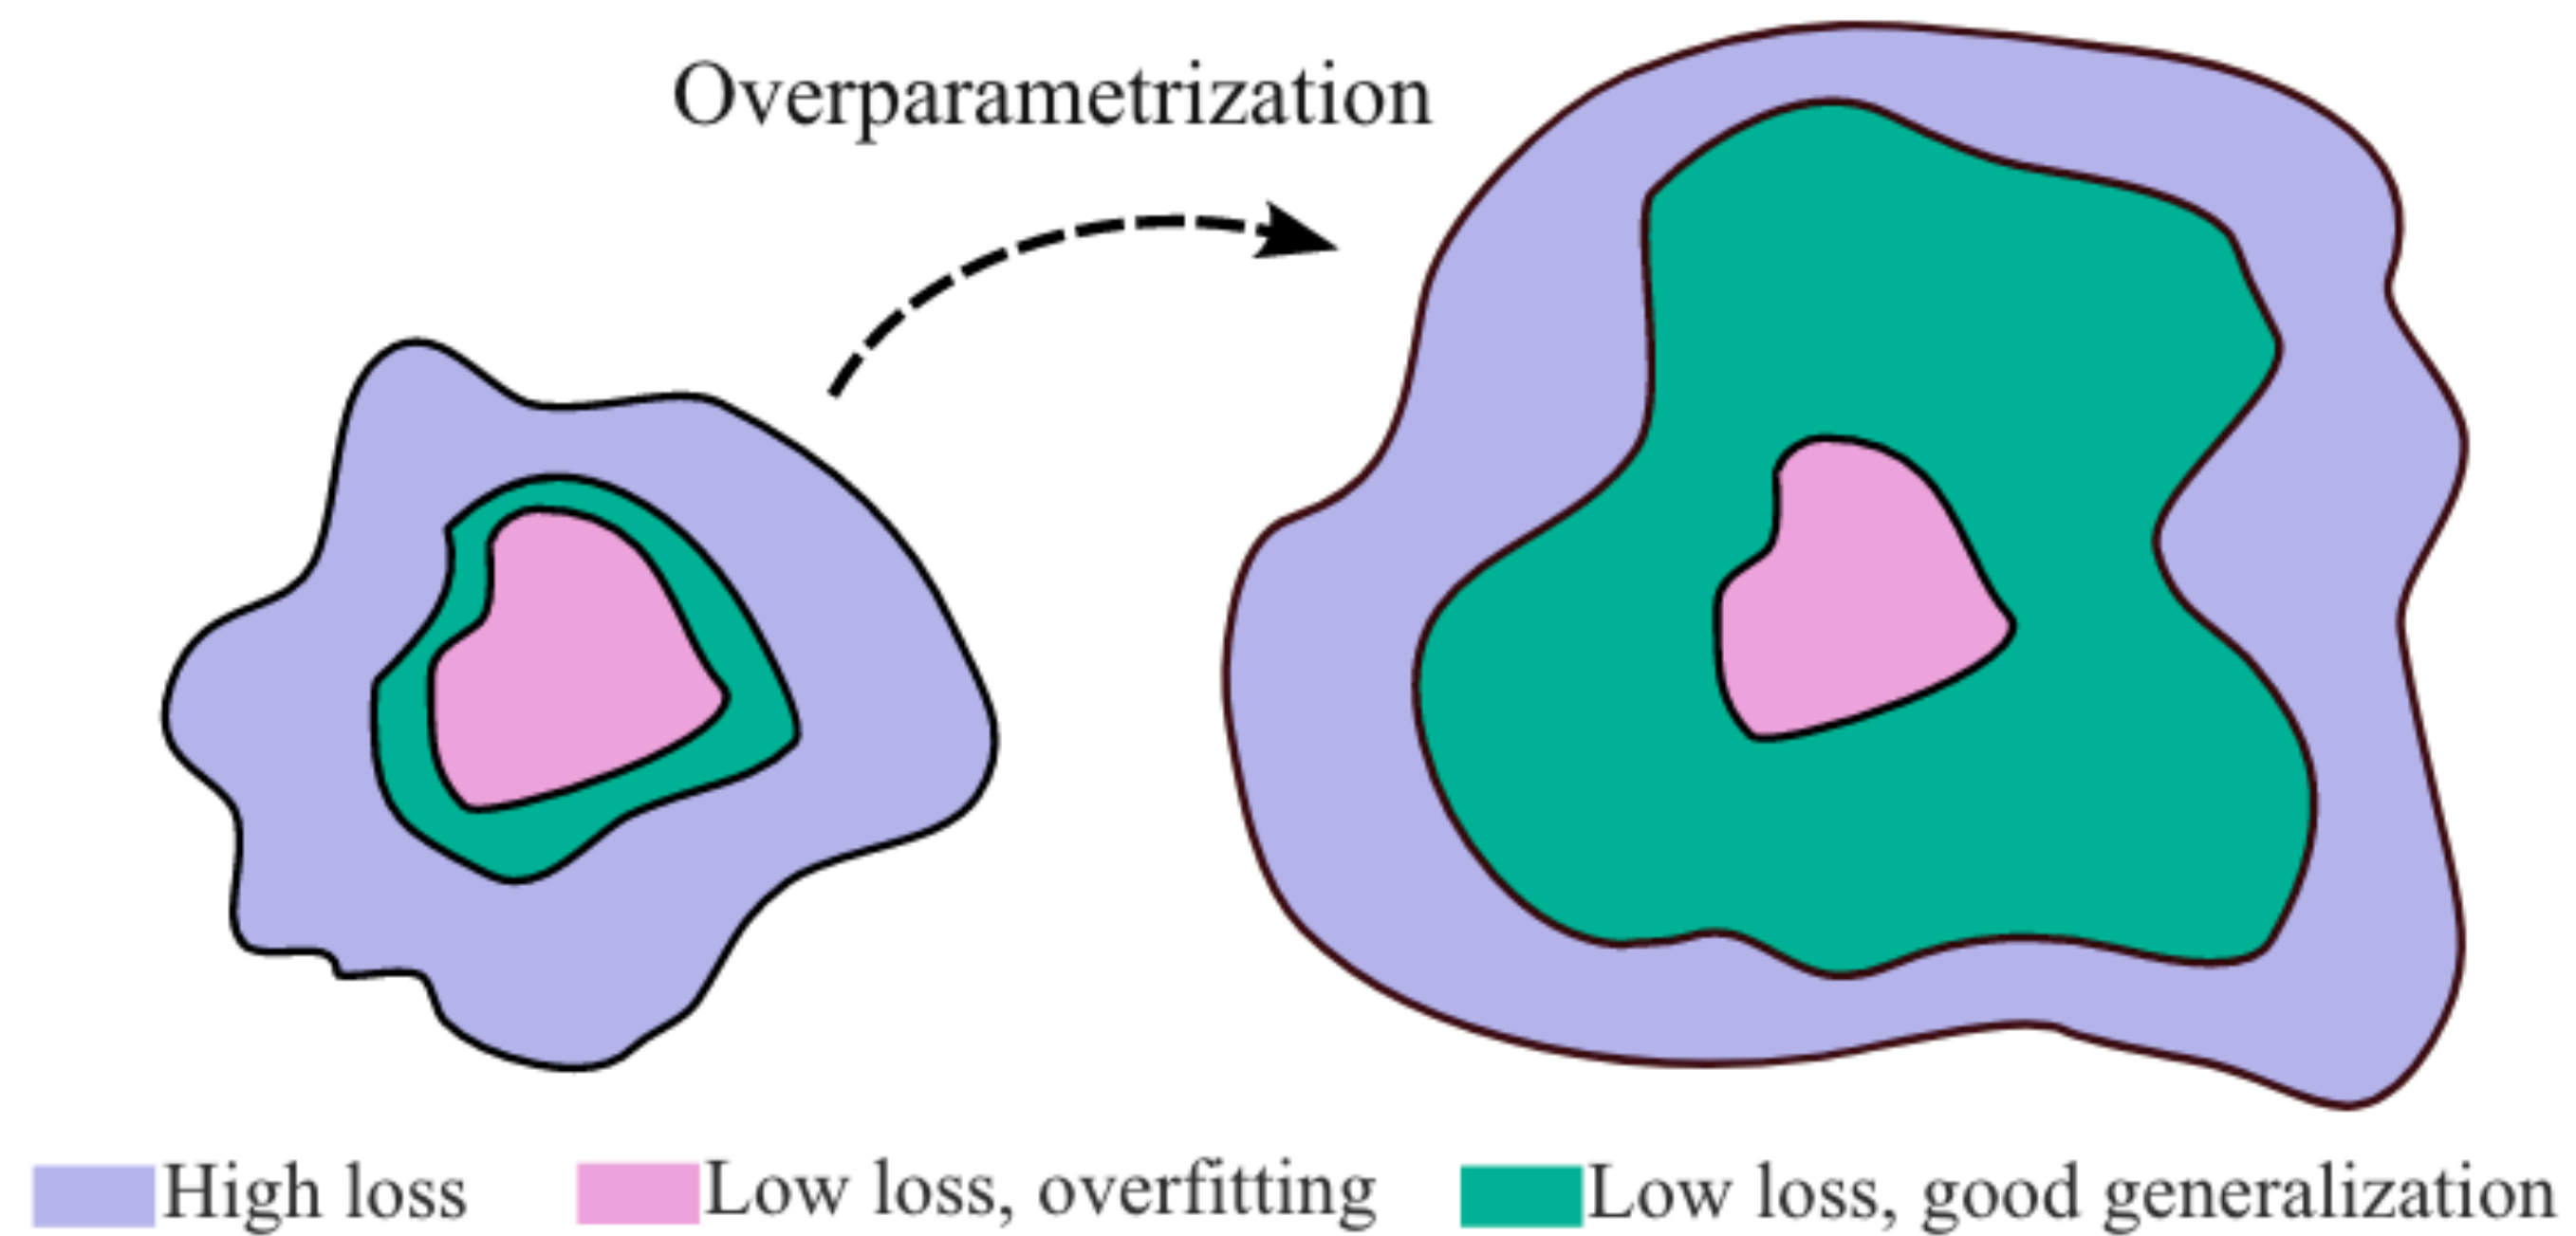 Overparametrization
High loss
Low loss, overfitting
Low loss, good generalization